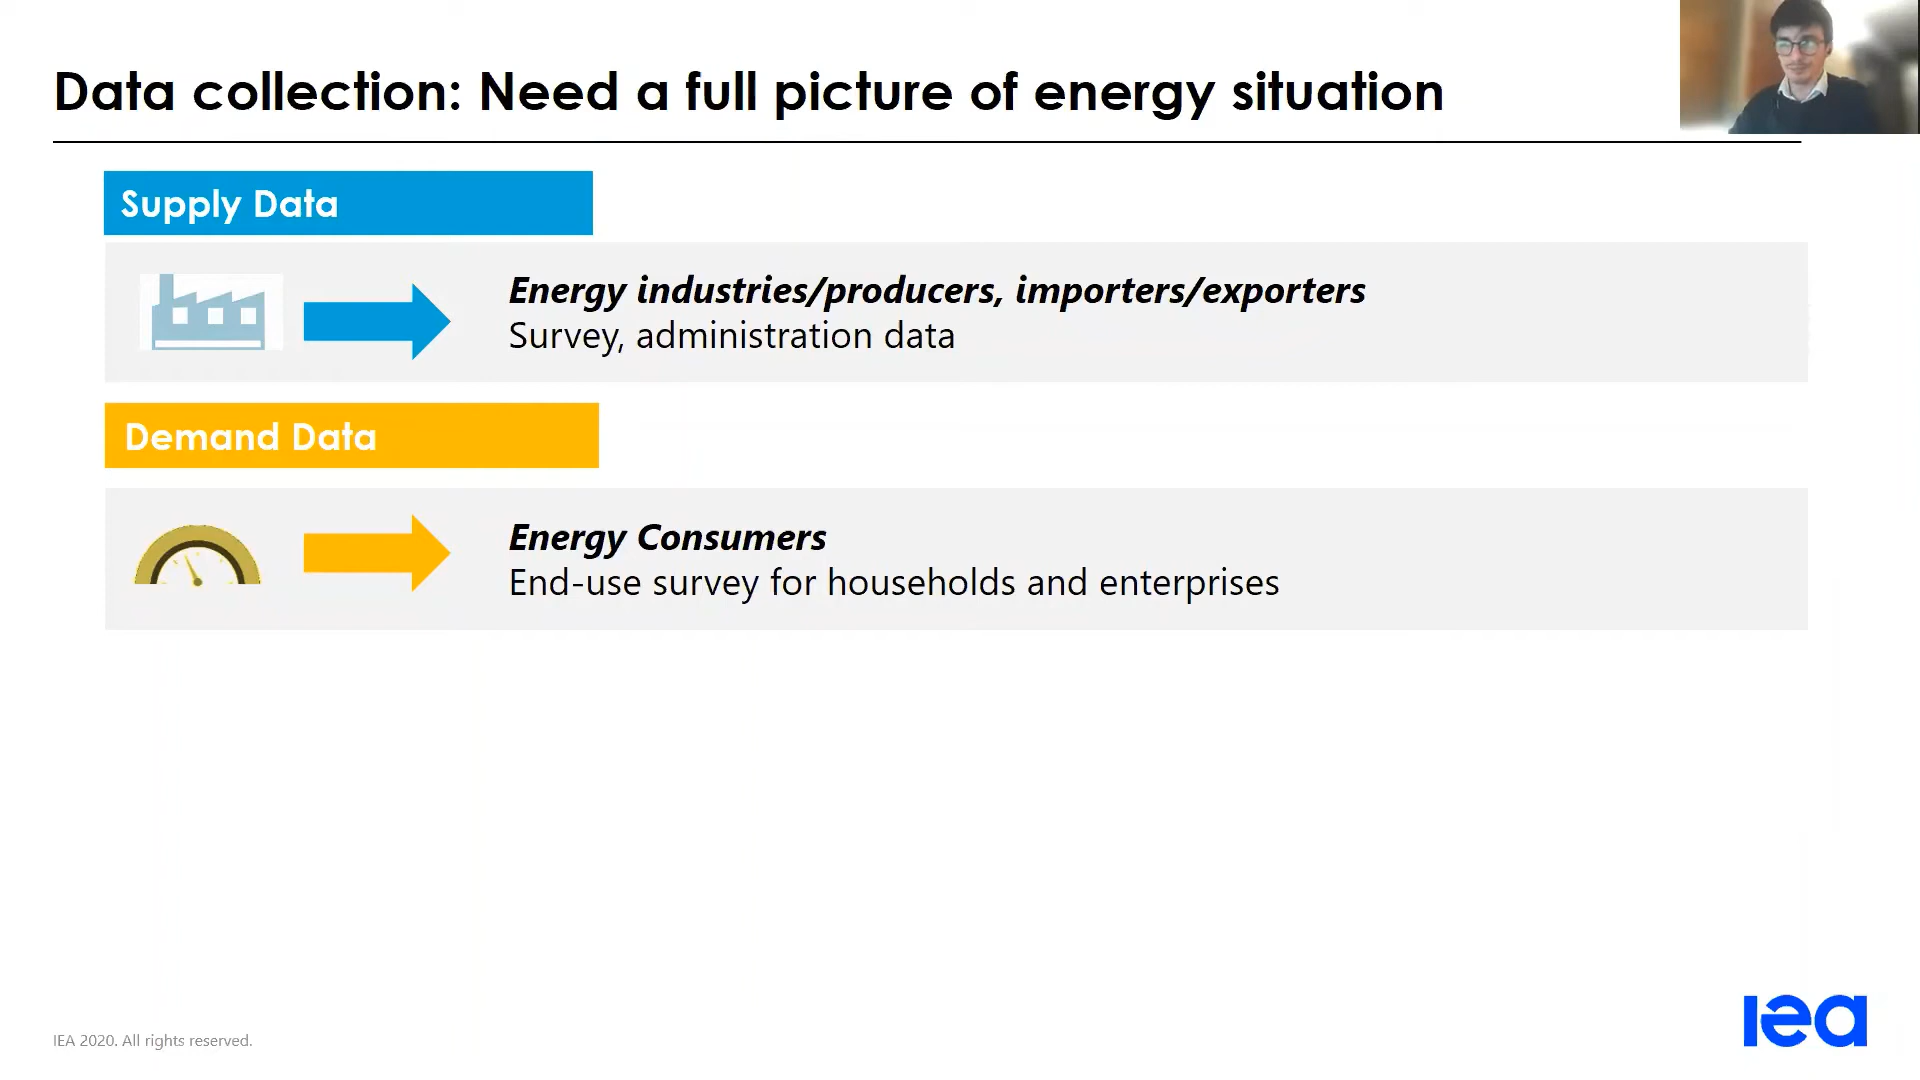 Data collection: Need a full picture of energy situation
Supply Data
Energy industries/producers, importers/exporters
Survey, administration data
Demand Data
Energy Consumers
End-use survey for households and enterprises
IEA 2020. All rights reserved.
iea